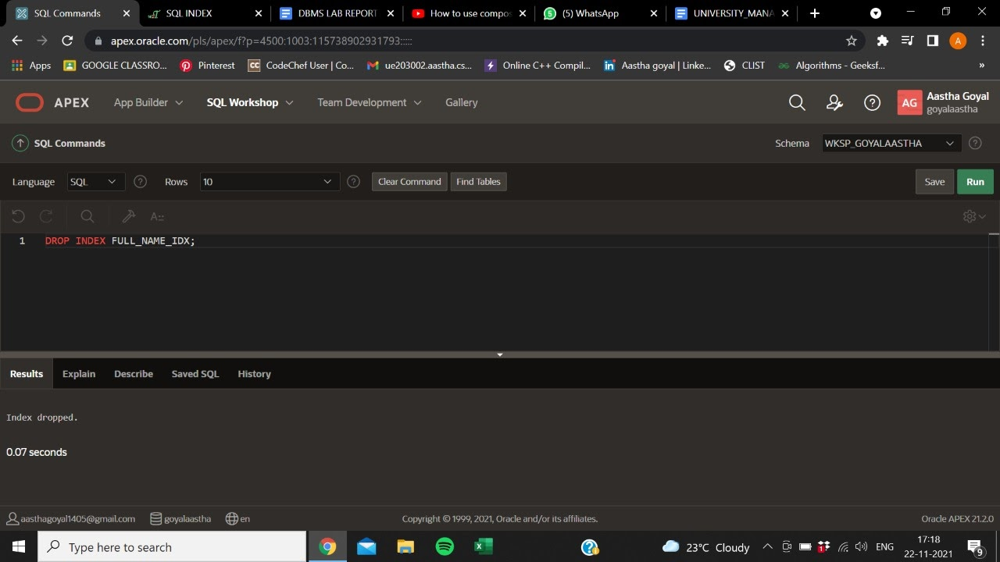 SQL Commands
SQL INDEX
DBMS LAB REPORT
How to use compos
(5) WhatsApp
UNIVERSITY_MANA
apex.oracle.com/pls/apex/f?p=4500:1003:115738902931793:::::
A
Apps
GOOGLE CLASSRO...
Pinterest
CC
CodeChef User | Co...
ue203002.aastha.cs...
Online C++ Compil...
in
Aastha goyal | Linke...
CLIST
Algorithms - Geeksf...
»
APEX
App Builder
SQL Workshop
Team Development
Gallery
AG
Aastha Goyal
goyalaastha
SQL Commands
Schema
WKSP_GOYALAASTHA
Language
SQL
Rows
10
Clear Command
Find Tables
Save
Run
1 DROP INDEX FULL_NAME_IDX;
Results
Explain
Describe
Saved SQL
History
Index dropped.
0.07 seconds
aasthagoyal1405@gmail.com
goyalaastha
en
Copyright © 1999, 2021, Oracle and/or its affiliates.
Oracle APEX 21.2.0
Type here to search
23°C Cloudy
ENG
17:18
22-11-2021
9